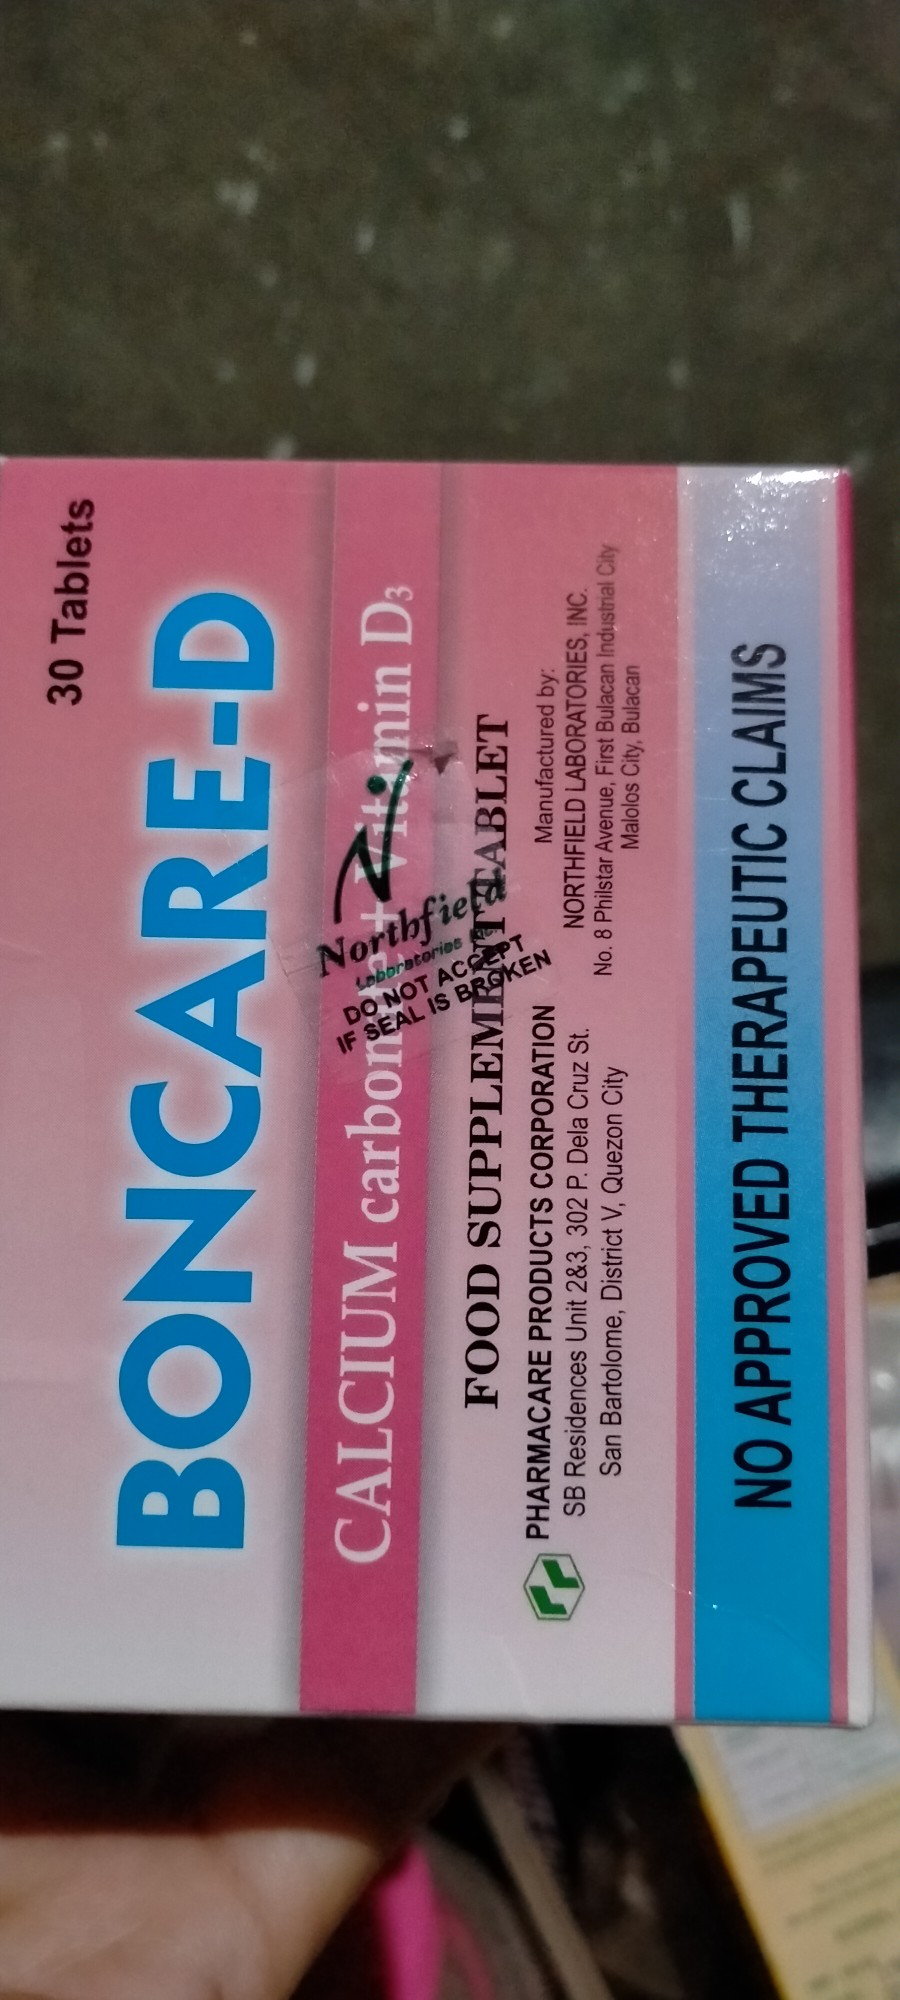 30 Tablets
BONCARE-D
CALCIUM carbonate + Vitamin D3
Northfield
Laboratories Inc.
DO NOT ACCEPT
IF SEAL IS BROKEN
FOOD SUPPLEMENT TABLET
PHARMACARE PRODUCTS CORPORATION
SB Residences Unit 2&3, 302 P. Dela Cruz St.
San Bartolome, District V, Quezon City
Manufactured by:
NORTHFIELD LABORATORIES, INC.
No. 8 Philstar Avenue, First Bulacan Industrial City
Malolos City, Bulacan
NO APPROVED THERAPEUTIC CLAIMS